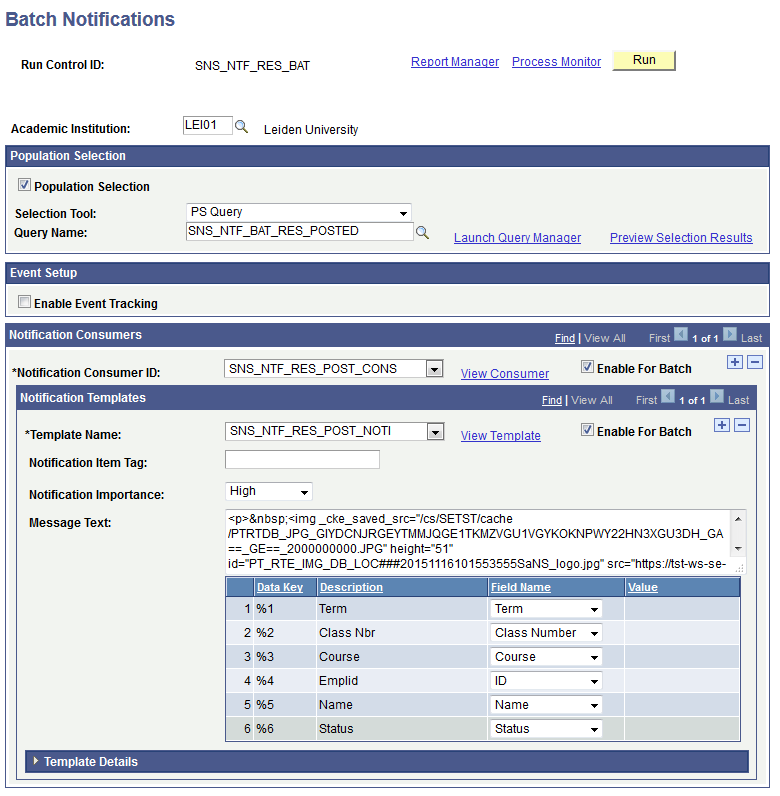 Batch Notifications
Run Control ID: SNS_NTF_RES_BAT Report Manager Process Monitor Run
Academic Institution: LEI01 Leiden University
Population Selection
Population Selection
Selection Tool: PS Query
Query Name: SNS_NTF_BAT_RES_POSTED Launch Query Manager Preview Selection Results
Event Setup
Enable Event Tracking
Notification Consumers Find | View All First 1 of 1 Last
*Notification Consumer ID: SNS_NTF_RES_POST_CONS View Consumer Enable For Batch
Notification Templates Find | View All First 1 of 1 Last
*Template Name: SNS_NTF_RES_POST_NOTI View Template Enable For Batch
Notification Item Tag:
Notification Importance: High
Message Text: <p>&nbsp;<img _cke_saved_src="/cs/SETST/cache
/PTRTDB_JPG_GIYDCNJRGEYTMMJQGE1TKMZVGU1VGYKOKNPWY22HN3XGU3DH_GA
==_GE==_2000000000.JPG" height="51"
id="PT_RTE_IMG_DB_LOC###20151116101553555SaNS_logo.jpg" src="https://tst-ws-se-
Data Key Description Field Name Value
1 %1 Term Term
2 %2 Class Nbr Class Number
3 %3 Course Course
4 %4 Emplid ID
5 %5 Name Name
6 %6 Status Status
Template Details